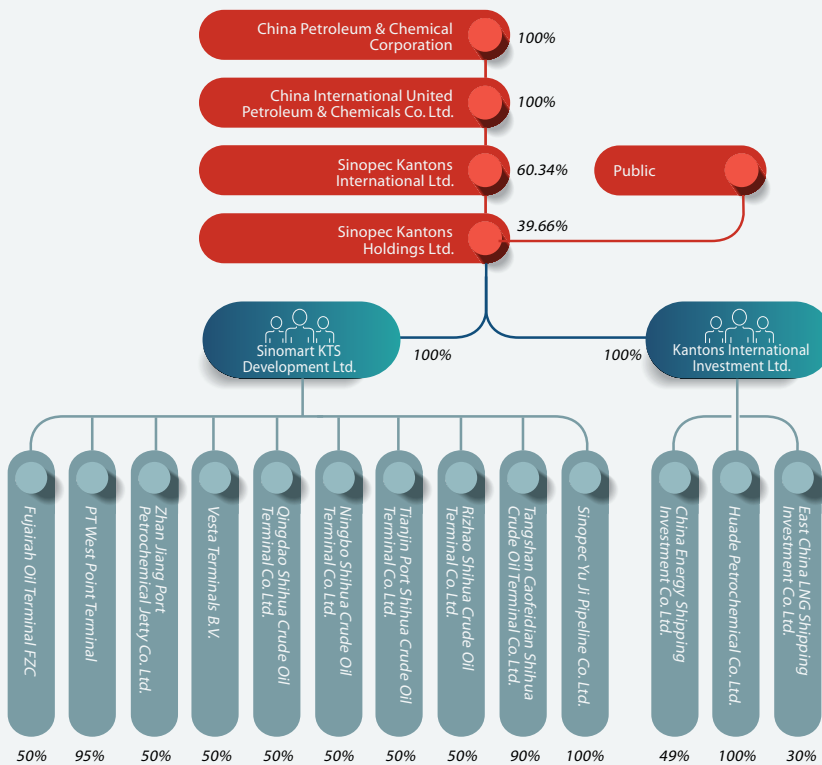 China Petroleum & Chemical
Corporation
100%
China International United
Petroleum & Chemicals Co. Ltd.
100%
Sinopec Kantons
International Ltd.
60.34%
Public
Sinopec Kantons
Holdings Ltd.
39.66%
Sinomart KTS
Development Ltd.
100%
100%
Kantons International
Investment Ltd.
Fujairah Oil Terminal FZC
PT West Point Terminal
Zhan Jiang Port
Petrochemical Jetty Co. Ltd.
Vesta Terminals B.V.
Qingdao Shihua Crude Oil
Terminal Co. Ltd.
Ningbo Shihua Crude Oil
Terminal Co. Ltd.
Tianjin Port Shihua Crude Oil
Terminal Co. Ltd.
Rizhao Shihua Crude Oil
Terminal Co. Ltd.
Tangshan Caofeidian Shihua
Crude Oil Terminal Co. Ltd.
Sinopec Yu Ji Pipeline Co. Ltd.
China Energy Shipping
Investment Co. Ltd.
Huade Petrochemical Co. Ltd.
East China LNG Shipping
Investment Co. Ltd.
50%
95%
50%
50%
50%
50%
50%
50%
90%
100%
49%
100%
30%